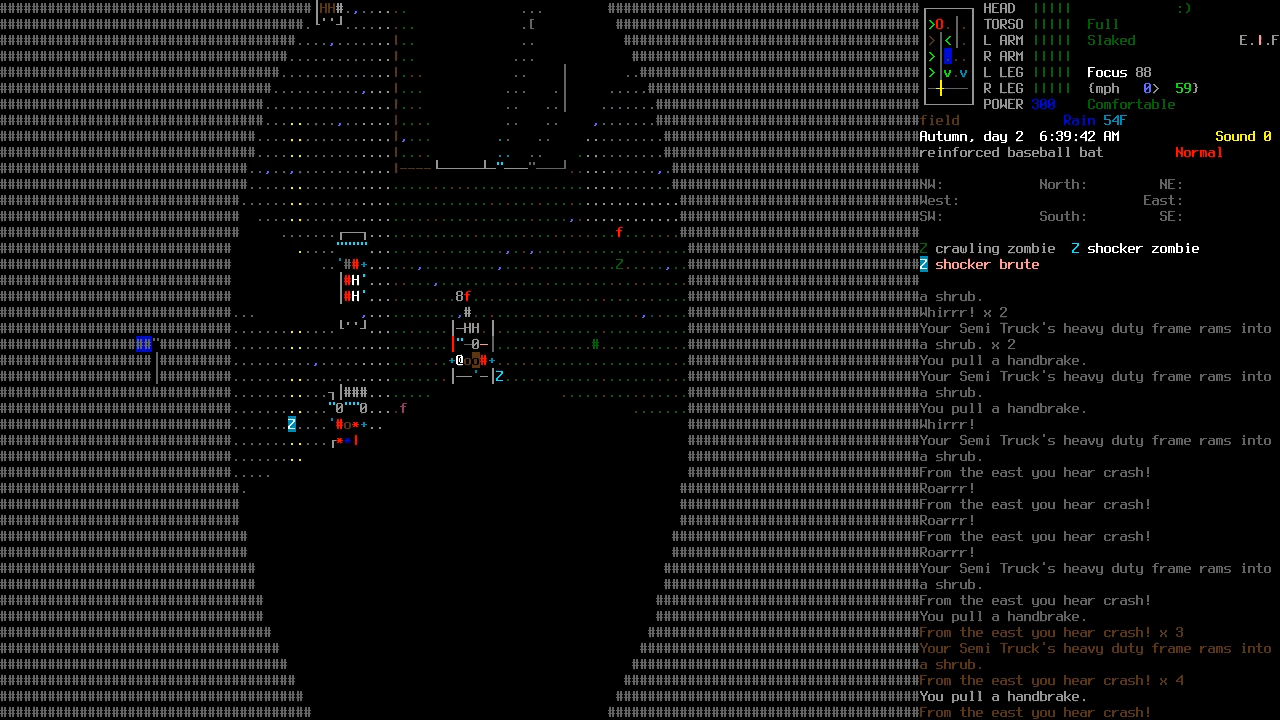 HEAD ||||| :)
TORSO ||||| Full
L ARM ||||| Slaked E.I.F
R ARM |||||
L LEG ||||| Focus 88
R LEG ||||| {mph 0> 59}
POWER 300 Comfortable
field Rain 54F
Autumn, day 2 6:39:42 AM Sound 0
reinforced baseball bat Normal
NW: North: NE:
West: East:
SW: South: SE:
Z crawling zombie Z shocker zombie
Z shocker brute
a shrub.
Whirrr! x 2
Your Semi Truck's heavy duty frame rams into
a shrub. x 2
You pull a handbrake.
Your Semi Truck's heavy duty frame rams into
a shrub.
You pull a handbrake.
Whirrr!
Your Semi Truck's heavy duty frame rams into
a shrub.
From the east you hear crash!
Roarrr!
From the east you hear crash!
Roarrr!
From the east you hear crash!
Roarrr!
Your Semi Truck's heavy duty frame rams into
a shrub.
From the east you hear crash!
You pull a handbrake.
From the east you hear crash! x 3
Your Semi Truck's heavy duty frame rams into
a shrub.
From the east you hear crash! x 4
You pull a handbrake.
From the east you hear crash!